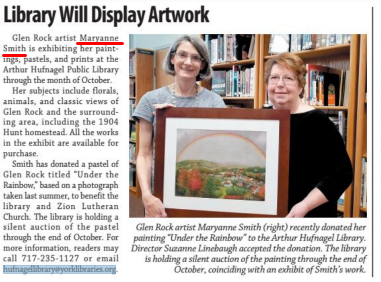 Library Will Display Artwork
Glen Rock artist Maryanne
Smith is exhibiting her paint-
ings, pastels, and prints at the
Arthur Hufnagel Public Library
through the month of October.
Her subjects include florals,
animals, and classic views of
Glen Rock and the surround-
ing area, including the 1904
Hunt homestead. All the works
in the exhibit are available for
purchase.
Smith has donated a pastel of
Glen Rock titled "Under the
Rainbow," based on a photograph
taken last summer, to benefit the
library and Zion Lutheran
Church. The library is holding a
silent auction of the pastel
through the end of October. For
more information, readers may
call 717-235-1127 or email
hufnagellibrary@yorklibraries.org.
Glen Rock artist Maryanne Smith (right) recently donated her
painting "Under the Rainbow" to the Arthur Hufnagel Library.
Director Suzanne Linebaugh accepted the donation. The library
is holding a silent auction of the painting through the end of
October, coinciding with an exhibit of Smith's work.